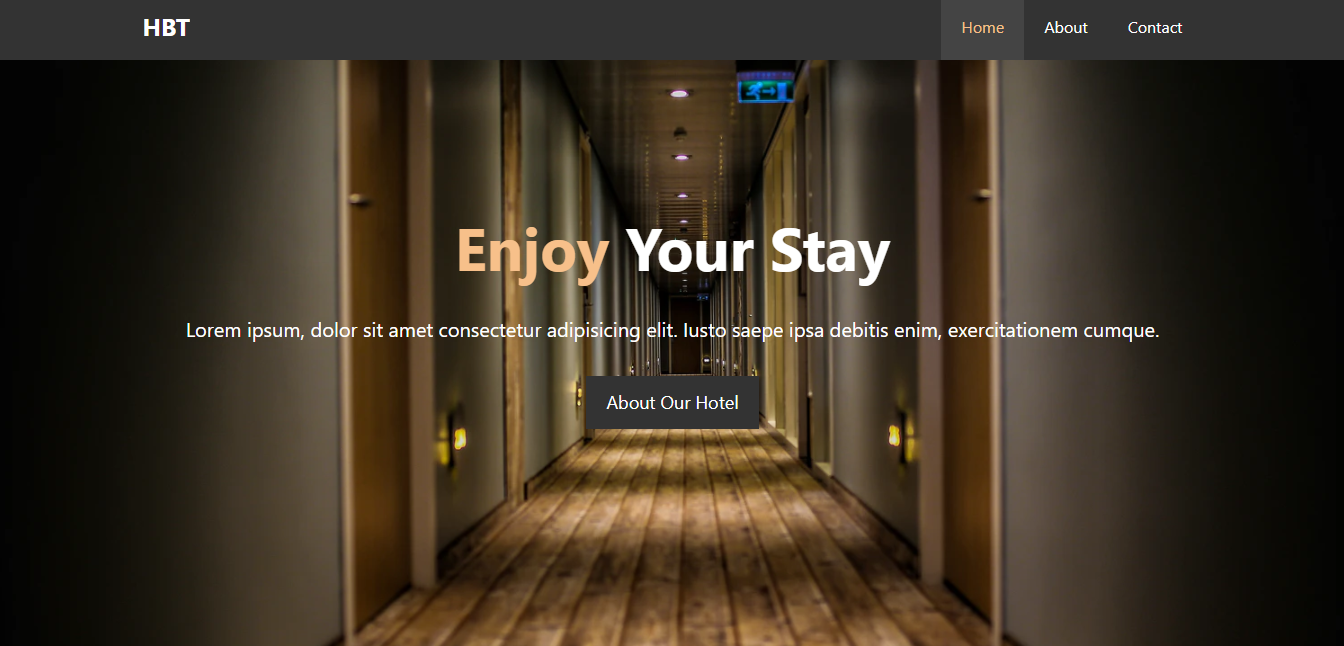 HBT
Home About Contact
Enjoy Your Stay
Lorem ipsum, dolor sit amet consectetur adipisicing elit. Iusto saepe ipsa debitis enim, exercitationem cumque.
About Our Hotel